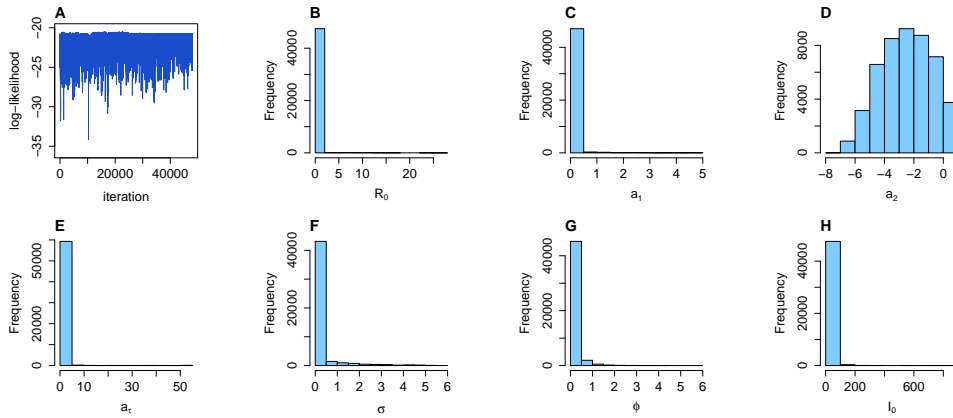 A
B
C
D
−20
−25
−30
−35
log−likelihood
0
20000
40000
iteration
40000
20000
0
Frequency
0
5
10
20
R0
40000
20000
0
Frequency
0
1
2
3
4
5
a1
8000
4000
0
Frequency
−8
−6
−4
−2
0
a2
E
F
G
H
50000
20000
0
Frequency
0
10
30
50
aτ
40000
20000
0
Frequency
0
1
2
3
4
5
6
σ
40000
20000
0
Frequency
0
1
2
3
4
5
6
ϕ
40000
20000
0
Frequency
0
200
600
I0